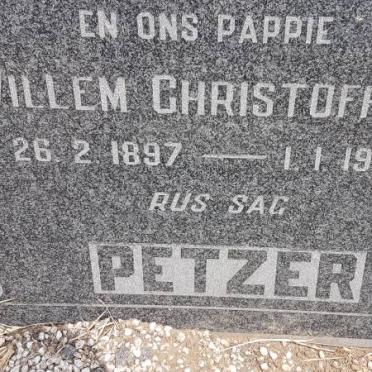 EN ONS PAPPIE
WILLEM CHRISTOFF
26. 2. 1897 — 1. 1. 19
RUS SAG
PETZER